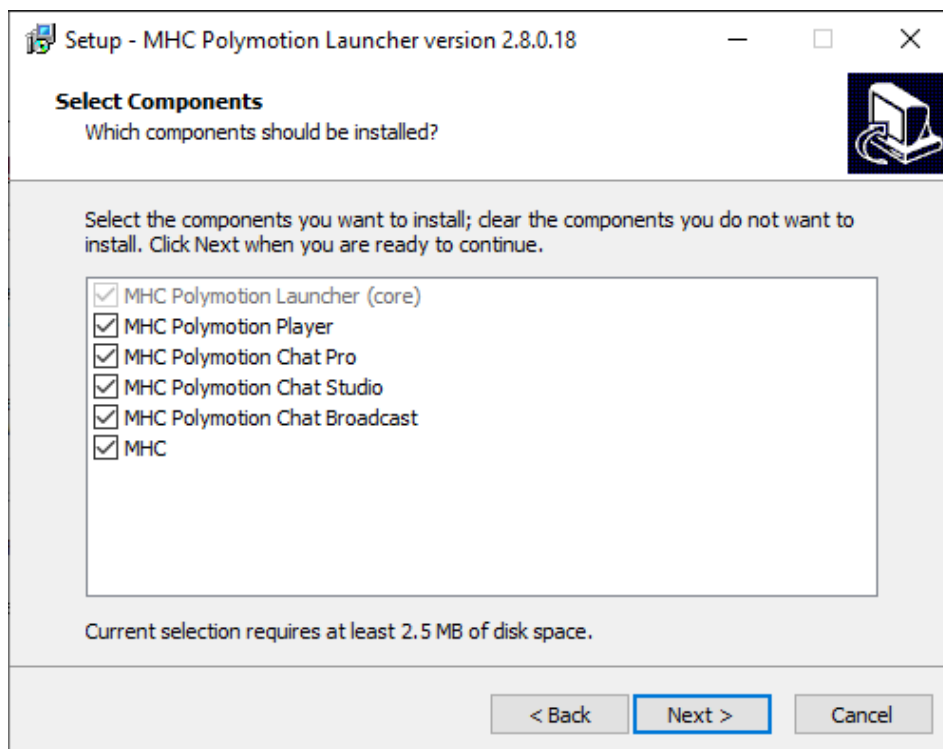 Setup - MHC Polymotion Launcher version 2.8.0.18
Select Components
Which components should be installed?
Select the components you want to install; clear the components you do not want to
install. Click Next when you are ready to continue.
MHC Polymotion Launcher (core)
MHC Polymotion Player
MHC Polymotion Chat Pro
MHC Polymotion Chat Studio
MHC Polymotion Chat Broadcast
MHC
Current selection requires at least 2.5 MB of disk space.
< Back Next > Cancel